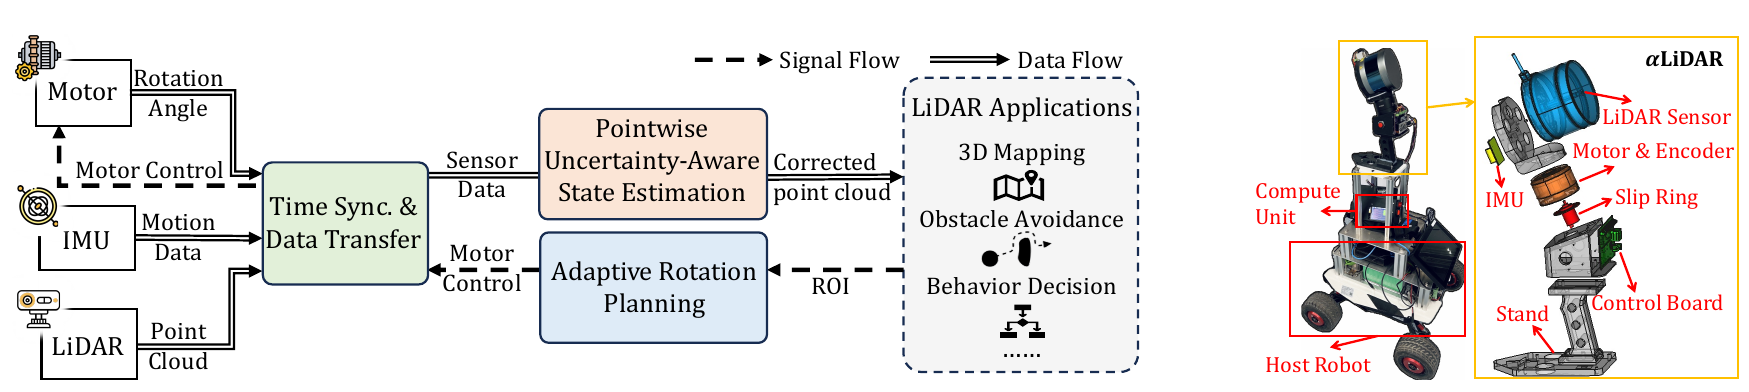 Signal Flow
Data Flow
Motor
Rotation
Angle
Motor Control
IMU
Motion
Data
LiDAR
Point
Cloud
Time Sync. &
Data Transfer
Sensor
Data
Motor
Control
Pointwise
Uncertainty-Aware
State Estimation
Adaptive Rotation
Planning
Corrected
point cloud
ROI
LiDAR Applications
3D Mapping
Obstacle Avoidance
Behavior Decision
......
Compute
Unit
Host Robot
αLiDAR
LiDAR Sensor
Motor & Encoder
IMU
Slip Ring
Control Board
Stand